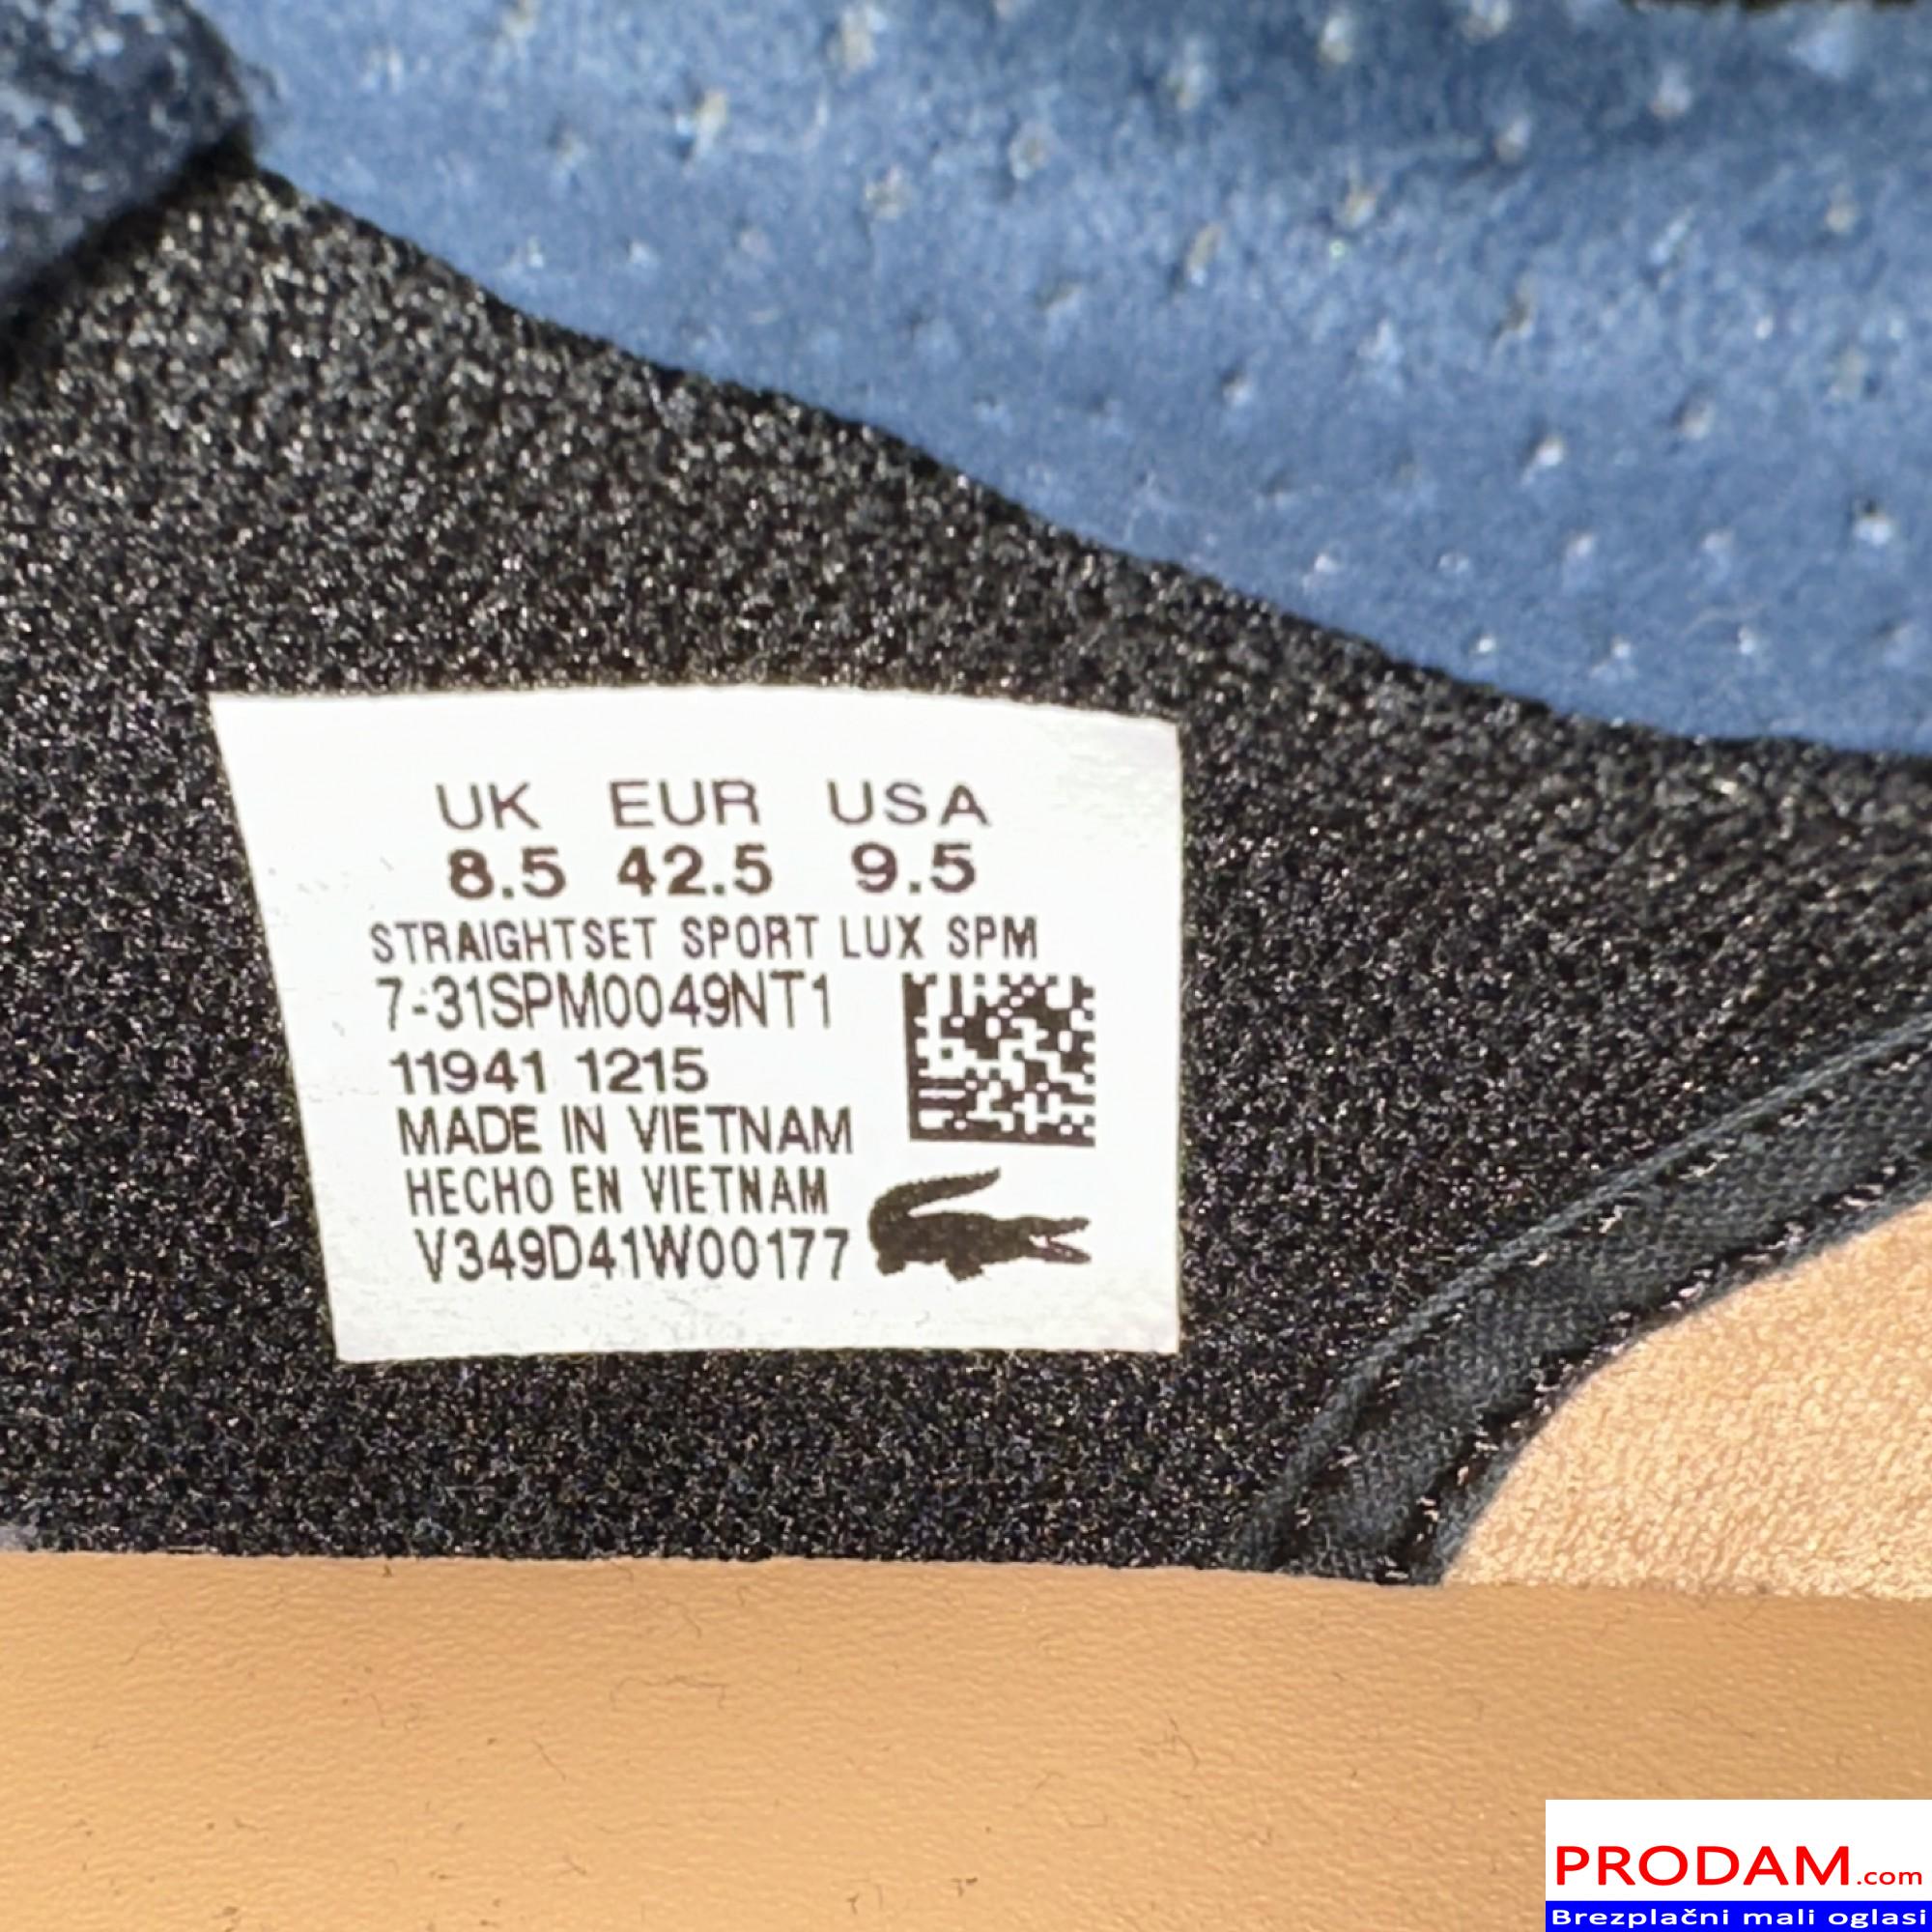 UK EUR USA
8.5 42.5 9.5
STRAIGHTSET SPORT LUX SPM
7-31SPM0049NT1
11941 1215
MADE IN VIETNAM
HECHO EN VIETNAM
V349D41W00177
PRODAM.com
Brezplačni mali oglasi